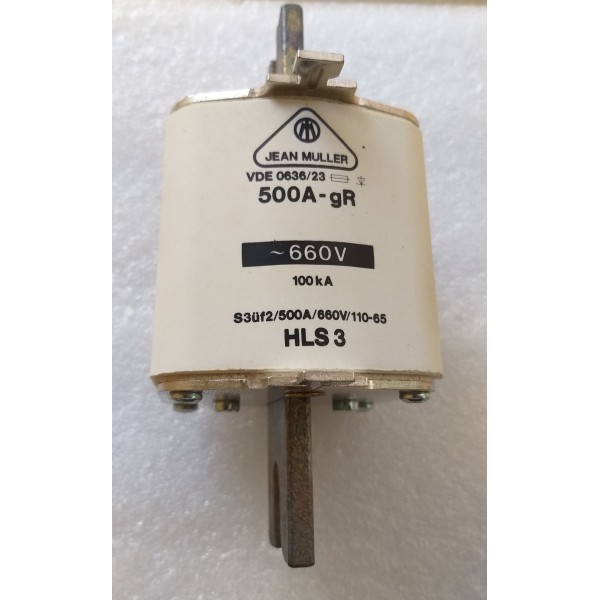 JEAN MULLER
VDE 0636/23
500A-gR
~660V
100kA
S3üf2/500A/660V/110-65
HLS 3